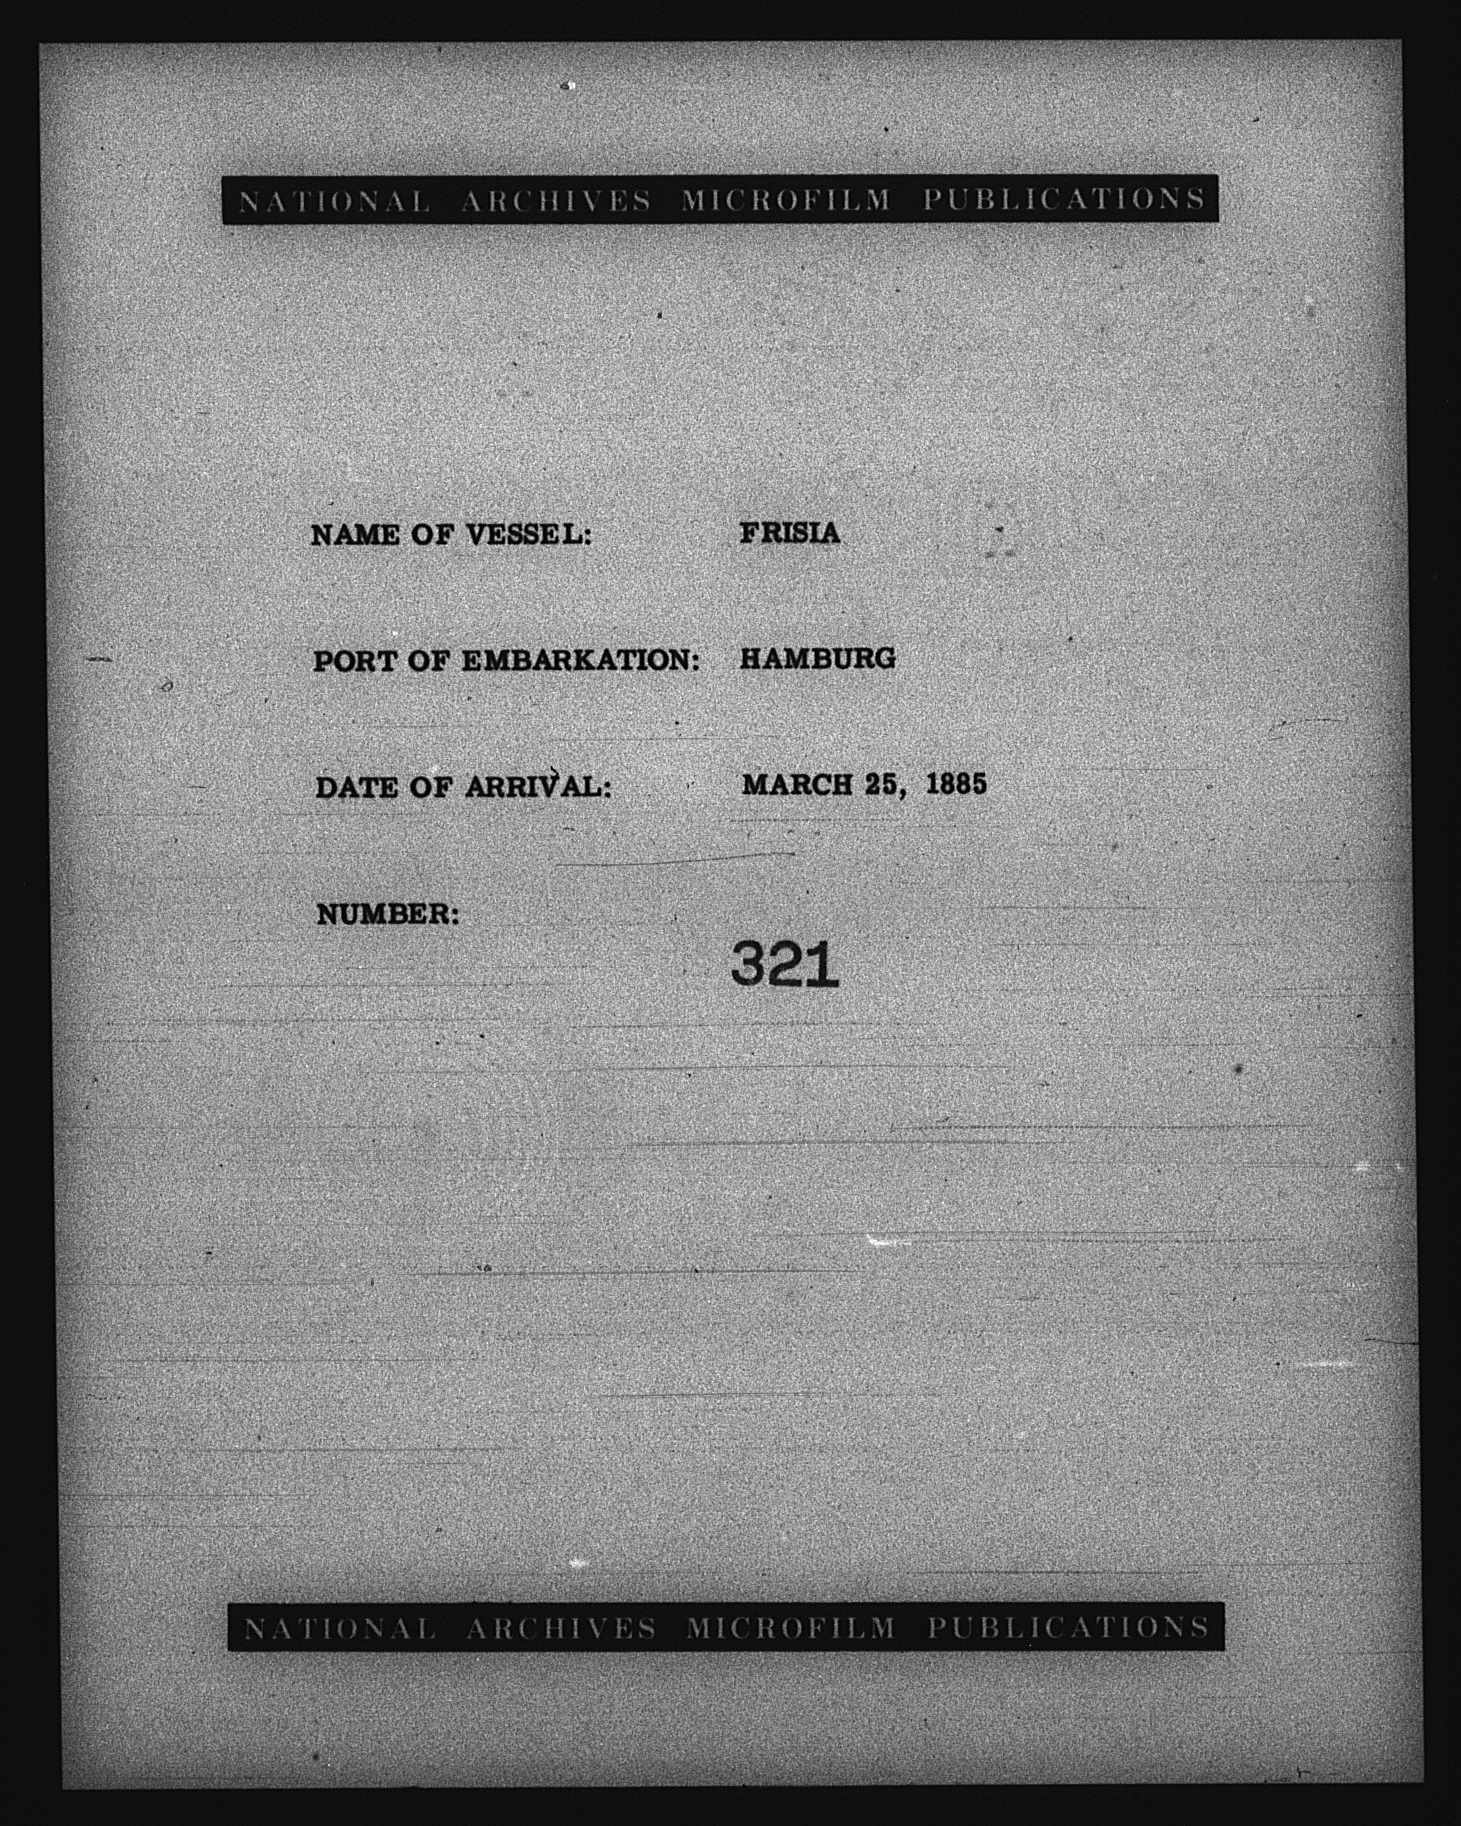 NATIONAL ARCHIVES MICROFILM PUBLICATIONS
NAME OF VESSEL: FRISIA
PORT OF EMBARKATION: HAMBURG
DATE OF ARRIVAL: MARCH 25, 1885
NUMBER:
321
NATIONAL ARCHIVES MICROFILM PUBLICATIONS